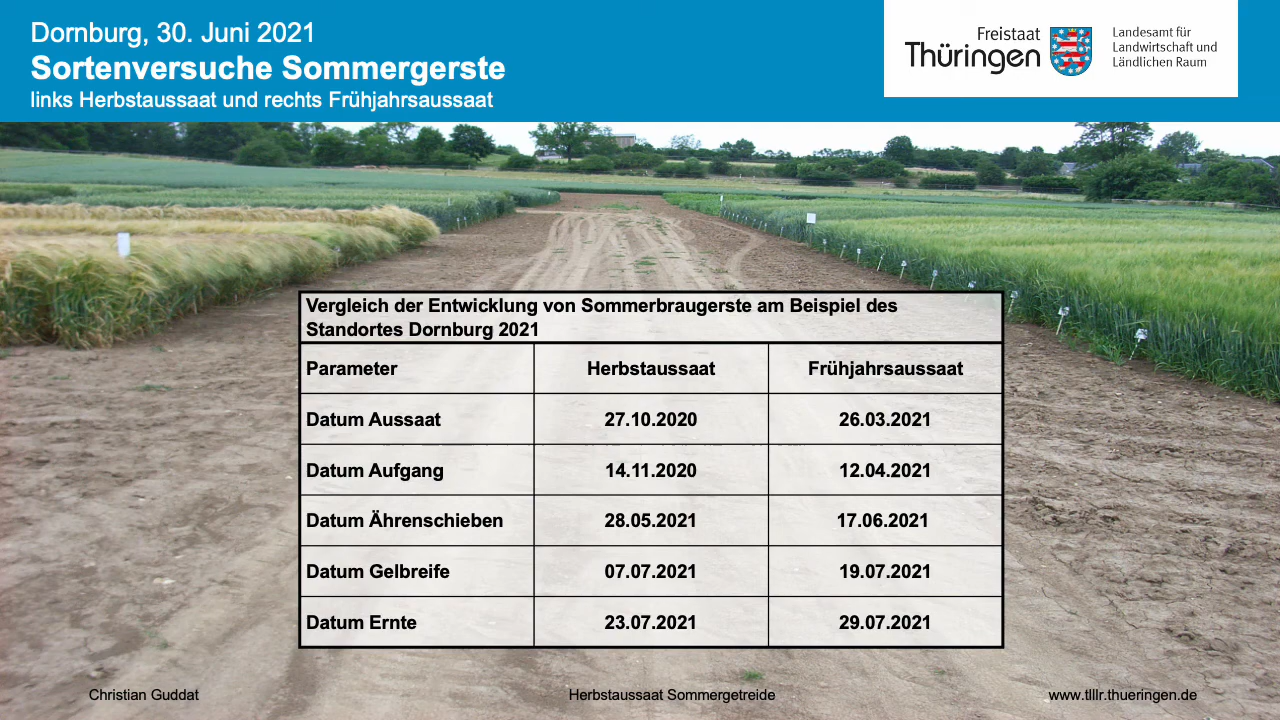 Dornburg, 30. Juni 2021
Sortenversuche Sommergerste
links Herbstaussaat und rechts Frühjahrsaussaat
Freistaat
Thüringen
Landesamt für
Landwirtschaft und
Ländlichen Raum
Vergleich der Entwicklung von Sommerbraugerste am Beispiel des
Standortes Dornburg 2021
Parameter Herbstaussaat Frühjahrsaussaat
Datum Aussaat 27.10.2020 26.03.2021
Datum Aufgang 14.11.2020 12.04.2021
Datum Ährenschieben 28.05.2021 17.06.2021
Datum Gelbreife 07.07.2021 19.07.2021
Datum Ernte 23.07.2021 29.07.2021
Christian Guddat Herbstaussaat Sommergetreide www.tlllr.thueringen.de